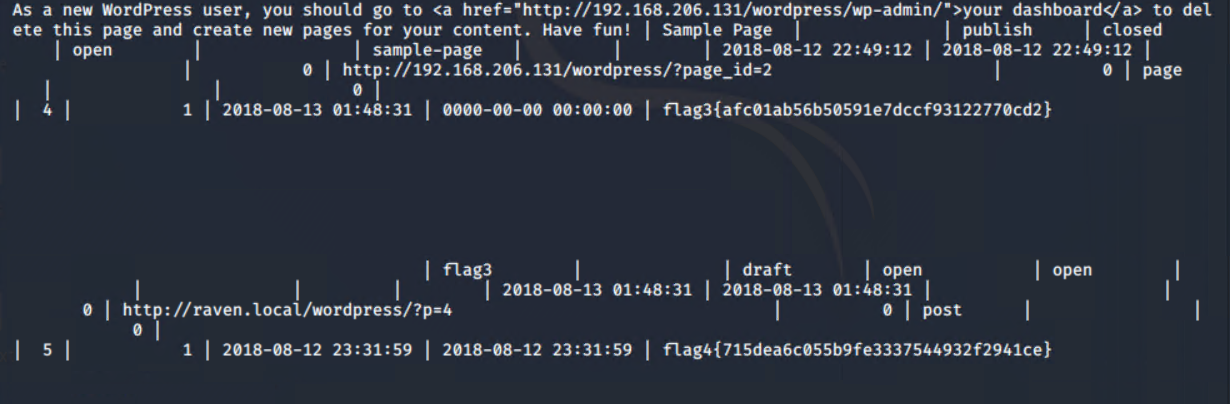 As a new WordPress user, you should go to <a href="http://192.168.206.131/wordpress/wp-admin/">your dashboard</a> to del
ete this page and create new pages for your content. Have fun! | Sample Page | | publish | closed
| open | | sample-page | | | 2018-08-12 22:49:12 | 2018-08-12 22:49:12 |
| 0 | http://192.168.206.131/wordpress/?page_id=2 | 0 | page
| | 0 |
| 4 | 1 | 2018-08-13 01:48:31 | 0000-00-00 00:00:00 | flag3{afc01ab56b50591e7dccf93122770cd2}
| flag3 | | draft | open | open |
| | | | 2018-08-13 01:48:31 | 2018-08-13 01:48:31 | |
0 | http://raven.local/wordpress/?p=4 | 0 | post | |
0 |
| 5 | 1 | 2018-08-12 23:31:59 | 2018-08-12 23:31:59 | flag4{715dea6c055b9fe3337544932f2941ce}